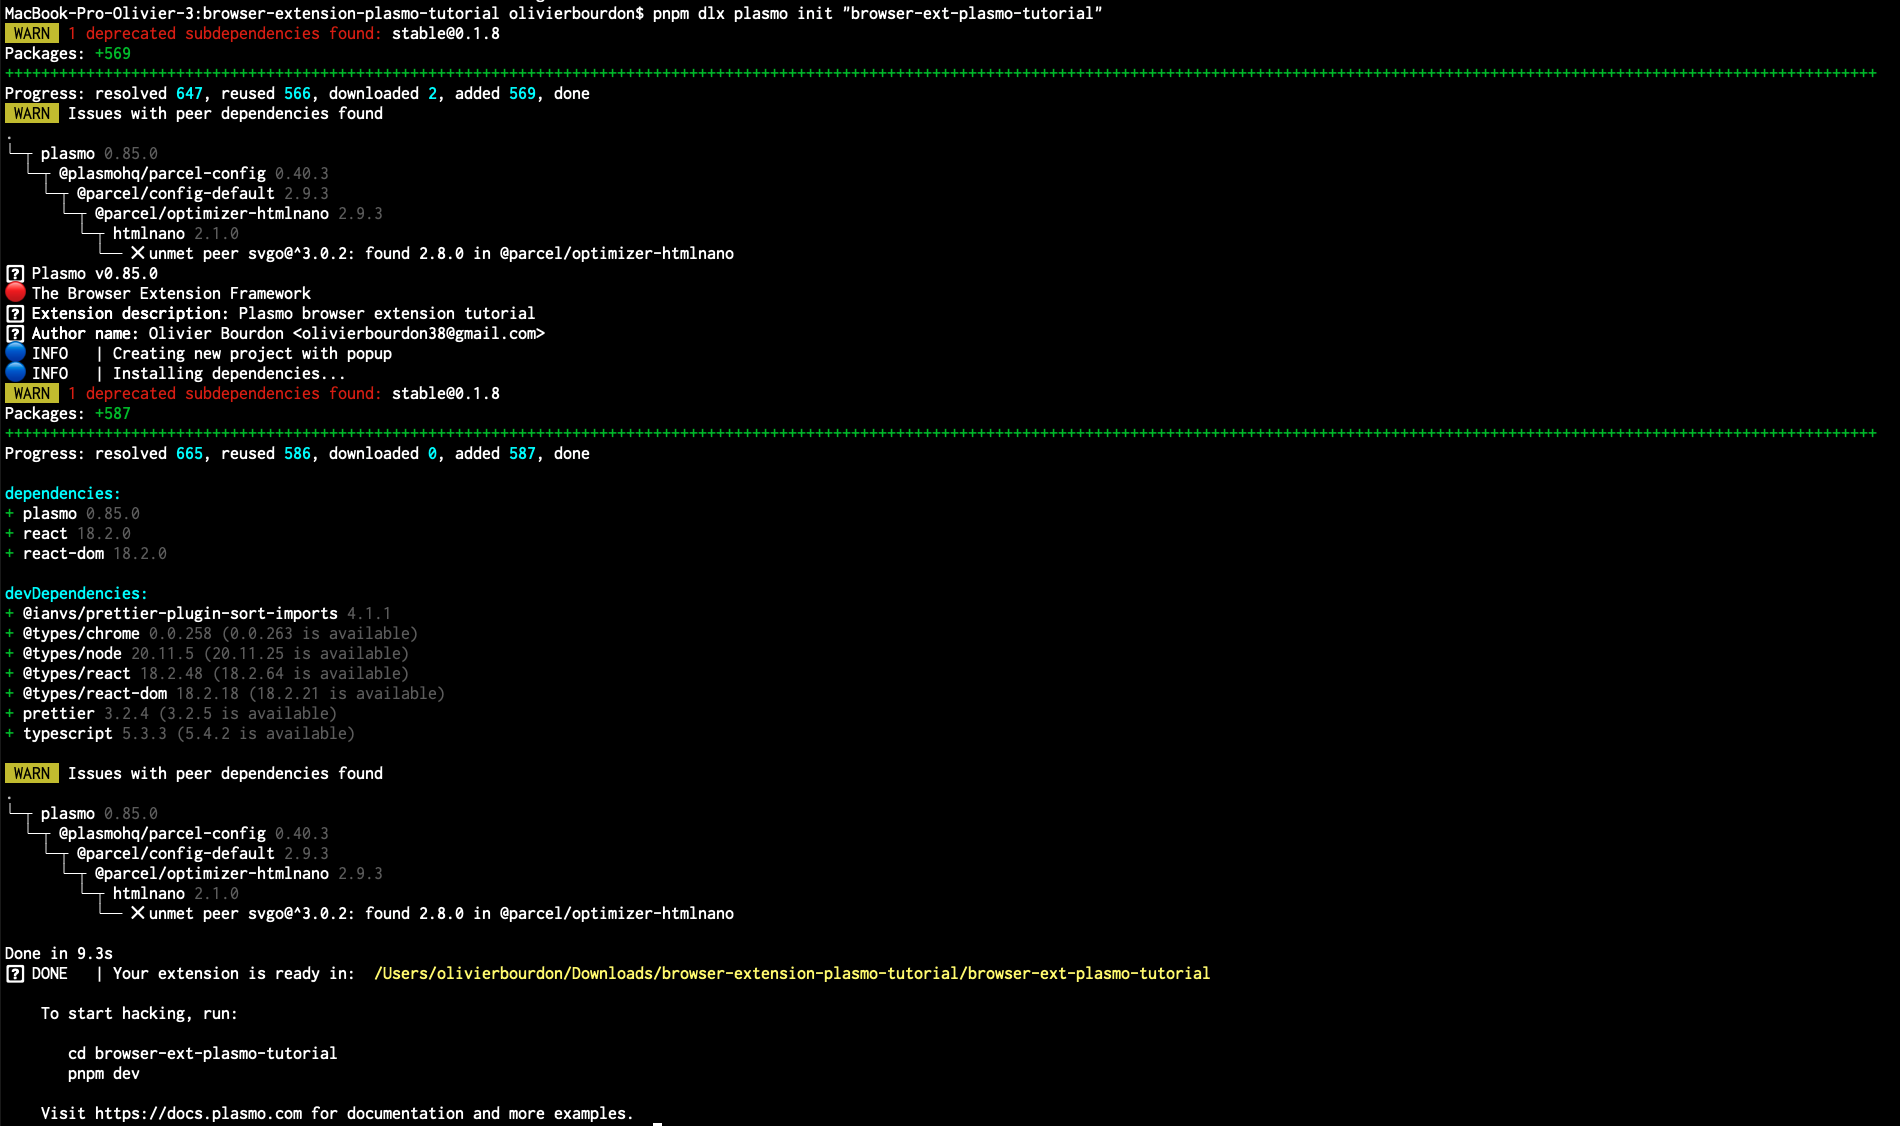 MacBook-Pro-Olivier-3:browser-extension-plasmo-tutorial olivierbourdon$ pnpm dlx plasmo init "browser-ext-plasmo-tutorial"
WARN 1 deprecated subdependencies found: stable@0.1.8
Packages: +569
++++++++++++++++++++++++++++++++++++++++++++++++++++++++++++++++++++++++++++++++++++++++++++++++++++++++++++++++++++++++++++++++++++++++++++++++++++++++++++++++++++++++++++++++++++++++++++++++++++++++++++++++
Progress: resolved 647, reused 566, downloaded 2, added 569, done
WARN Issues with peer dependencies found
.
└─┬ plasmo 0.85.0
  └─┬ @plasmohq/parcel-config 0.40.3
    └─┬ @parcel/config-default 2.9.3
      └─┬ @parcel/optimizer-htmlnano 2.9.3
        └─┬ htmlnano 2.1.0
          └── ✕ unmet peer svgo@^3.0.2: found 2.8.0 in @parcel/optimizer-htmlnano
? Plasmo v0.85.0
🔴 The Browser Extension Framework
? Extension description: Plasmo browser extension tutorial
? Author name: Olivier Bourdon <olivierbourdon38@gmail.com>
🔵 INFO   | Creating new project with popup
🔵 INFO   | Installing dependencies...
WARN 1 deprecated subdependencies found: stable@0.1.8
Packages: +587
++++++++++++++++++++++++++++++++++++++++++++++++++++++++++++++++++++++++++++++++++++++++++++++++++++++++++++++++++++++++++++++++++++++++++++++++++++++++++++++++++++++++++++++++++++++++++++++++++++++++++++++++
Progress: resolved 665, reused 586, downloaded 0, added 587, done
dependencies:
+ plasmo 0.85.0
+ react 18.2.0
+ react-dom 18.2.0
devDependencies:
+ @ianvs/prettier-plugin-sort-imports 4.1.1
+ @types/chrome 0.0.258 (0.0.263 is available)
+ @types/node 20.11.5 (20.11.25 is available)
+ @types/react 18.2.48 (18.2.64 is available)
+ @types/react-dom 18.2.18 (18.2.21 is available)
+ prettier 3.2.4 (3.2.5 is available)
+ typescript 5.3.3 (5.4.2 is available)
WARN Issues with peer dependencies found
.
└─┬ plasmo 0.85.0
  └─┬ @plasmohq/parcel-config 0.40.3
    └─┬ @parcel/config-default 2.9.3
      └─┬ @parcel/optimizer-htmlnano 2.9.3
        └─┬ htmlnano 2.1.0
          └── ✕ unmet peer svgo@^3.0.2: found 2.8.0 in @parcel/optimizer-htmlnano
Done in 9.3s
? DONE   | Your extension is ready in:  /Users/olivierbourdon/Downloads/browser-extension-plasmo-tutorial/browser-ext-plasmo-tutorial
To start hacking, run:
cd browser-ext-plasmo-tutorial
pnpm dev
Visit https://docs.plasmo.com for documentation and more examples.